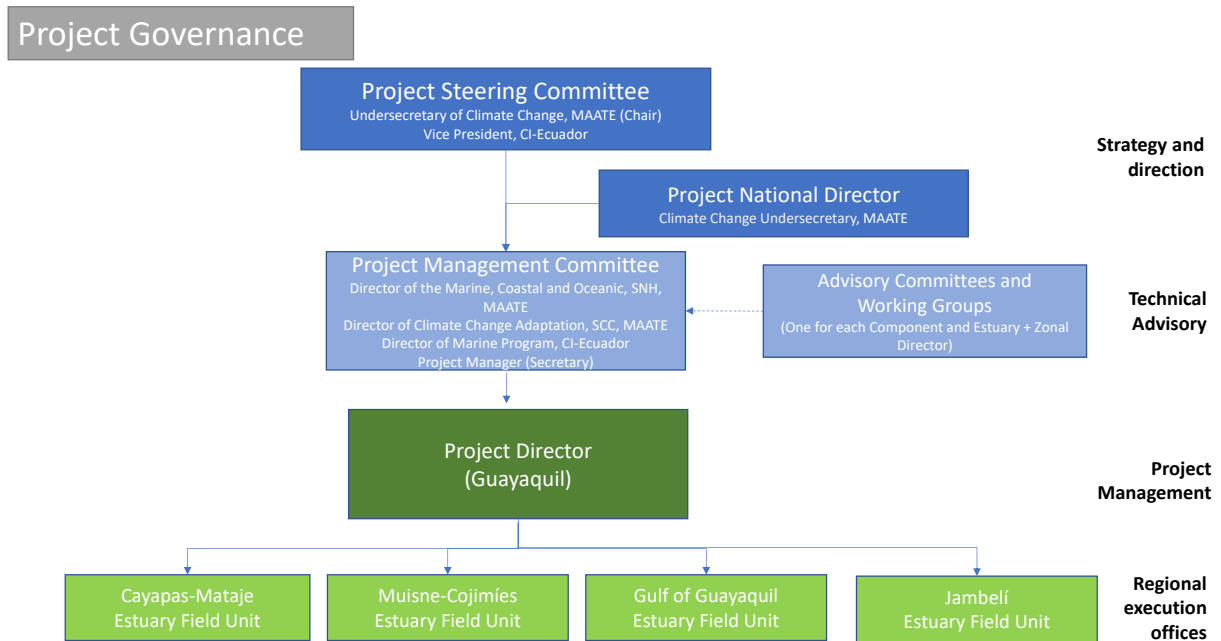 Project Governance
Project Steering Committee
Undersecretary of Climate Change, MAATE (Chair)
Vice President, CI-Ecuador
Strategy and
direction
Project National Director
Climate Change Undersecretary, MAATE
Project Management Committee
Director of the Marine, Coastal and Oceanic, SNH,
MAATE
Director of Climate Change Adaptation, SCC, MAATE
Director of Marine Program, CI-Ecuador
Project Manager (Secretary)
Advisory Committees and
Working Groups
(One for each Component and Estuary + Zonal
Director)
Technical
Advisory
Project Director
(Guayaquil)
Project
Management
Cayapas-Mataje
Estuary Field Unit
Muisne-Cojimíes
Estuary Field Unit
Gulf of Guayaquil
Estuary Field Unit
Jambelí
Estuary Field Unit
Regional
execution
offices